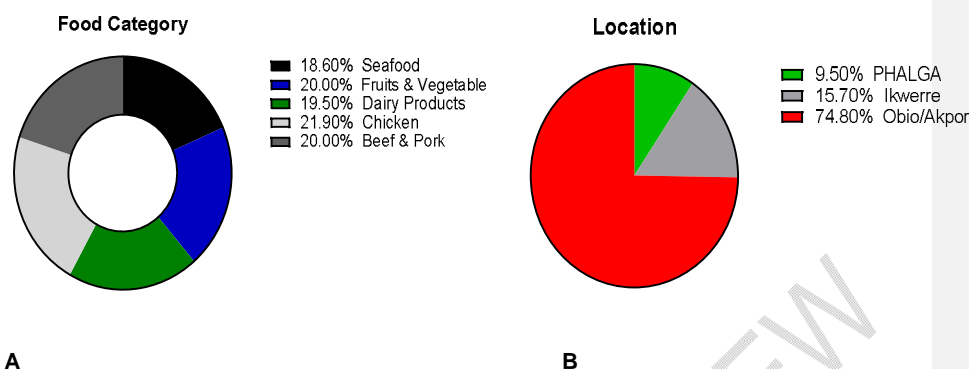 Food Category
18.60% Seafood
20.00% Fruits & Vegetable
19.50% Dairy Products
21.90% Chicken
20.00% Beef & Pork
A
Location
9.50% PHALGA
15.70% Ikwerre
74.80% Obio/Akpor
B
EW